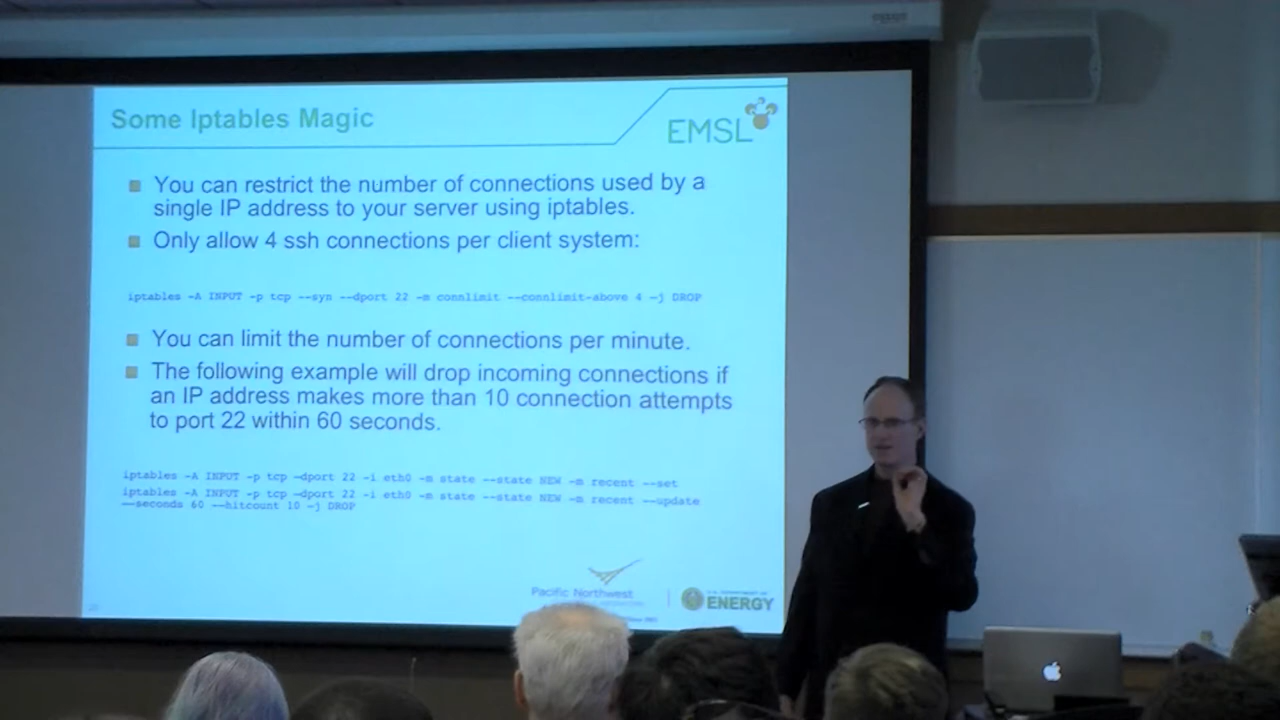 Some Iptables Magic
EMSL
You can restrict the number of connections used by a
single IP address to your server using iptables.
Only allow 4 ssh connections per client system:
iptables -A INPUT -p tcp --syn --dport 22 -m connlimit --connlimit-above 4 –j DROP
You can limit the number of connections per minute.
The following example will drop incoming connections if
an IP address makes more than 10 connection attempts
to port 22 within 60 seconds.
iptables -A INPUT -p tcp –dport 22 -i eth0 -m state --state NEW -m recent --set
iptables -A INPUT -p tcp –dport 22 -i eth0 -m state --state NEW -m recent --update
--seconds 60 --hitcount 10 –j DROP
Pacific Northwest
U.S. DEPARTMENT OF
ENERGY